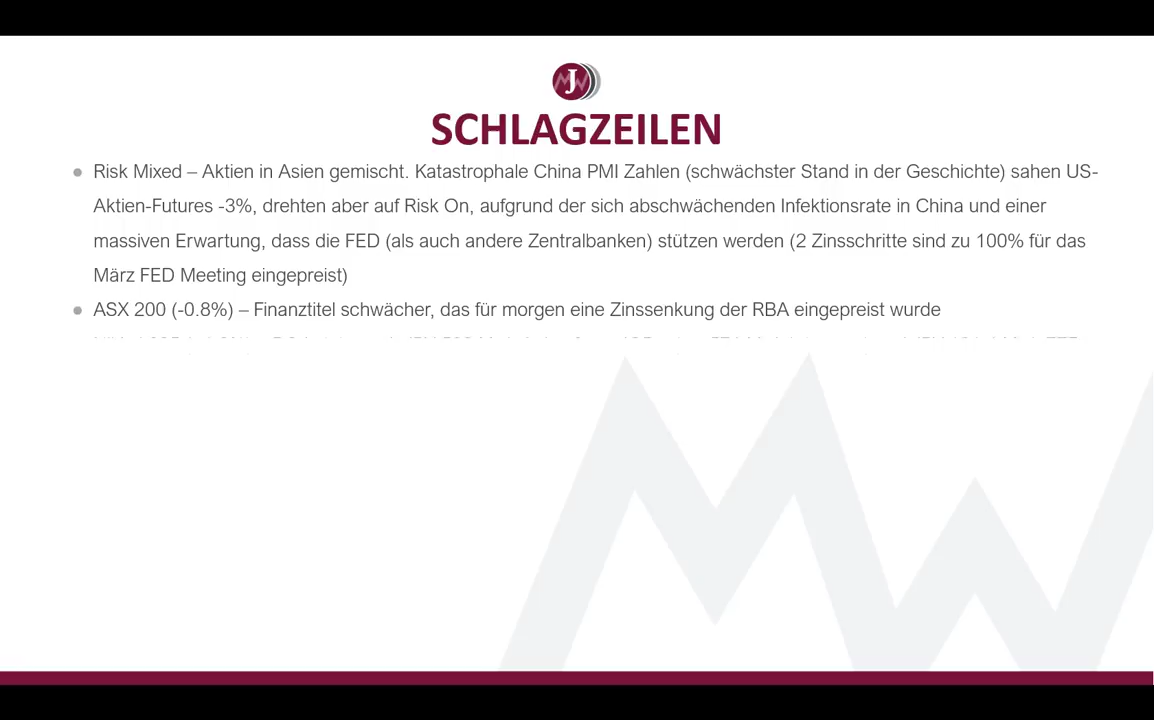 J
SCHLAGZEILEN
Risk Mixed – Aktien in Asien gemischt. Katastrophale China PMI Zahlen (schwächster Stand in der Geschichte) sahen US-
Aktien-Futures -3%, drehten aber auf Risk On, aufgrund der sich abschwächenden Infektionsrate in China und einer
massiven Erwartung, dass die FED (als auch andere Zentralbanken) stützen werden (2 Zinsschritte sind zu 100% für das
März FED Meeting eingepreist)
ASX 200 (-0.8%) – Finanztitel schwächer, das für morgen eine Zinssenkung der RBA eingepreist wurde